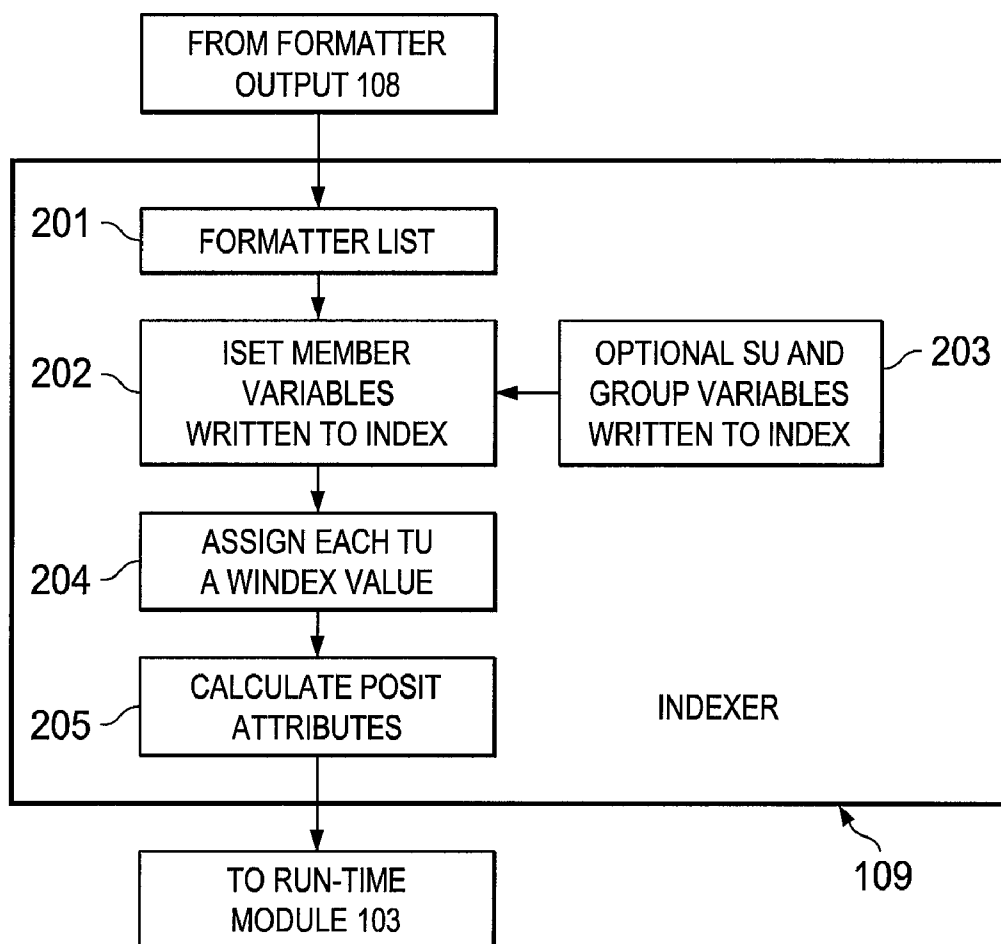 FROM FORMATTER
OUTPUT 108
201
FORMATTER LIST
202
ISET MEMBER
VARIABLES
WRITTEN TO INDEX
OPTIONAL SU AND
GROUP VARIABLES
WRITTEN TO INDEX
203
204
ASSIGN EACH TU
A WINDEX VALUE
205
CALCULATE POSIT
ATTRIBUTES
INDEXER
109
TO RUN-TIME
MODULE 103